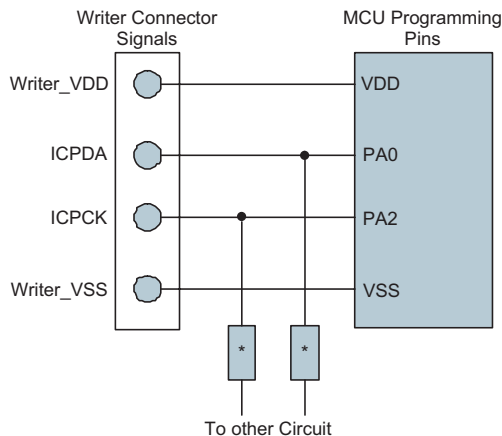 Writer Connector
Signals
MCU Programming
Pins
Writer_VDD
VDD
ICPDA
PA0
ICPCK
PA2
Writer_VSS
VSS
*
*
To other Circuit